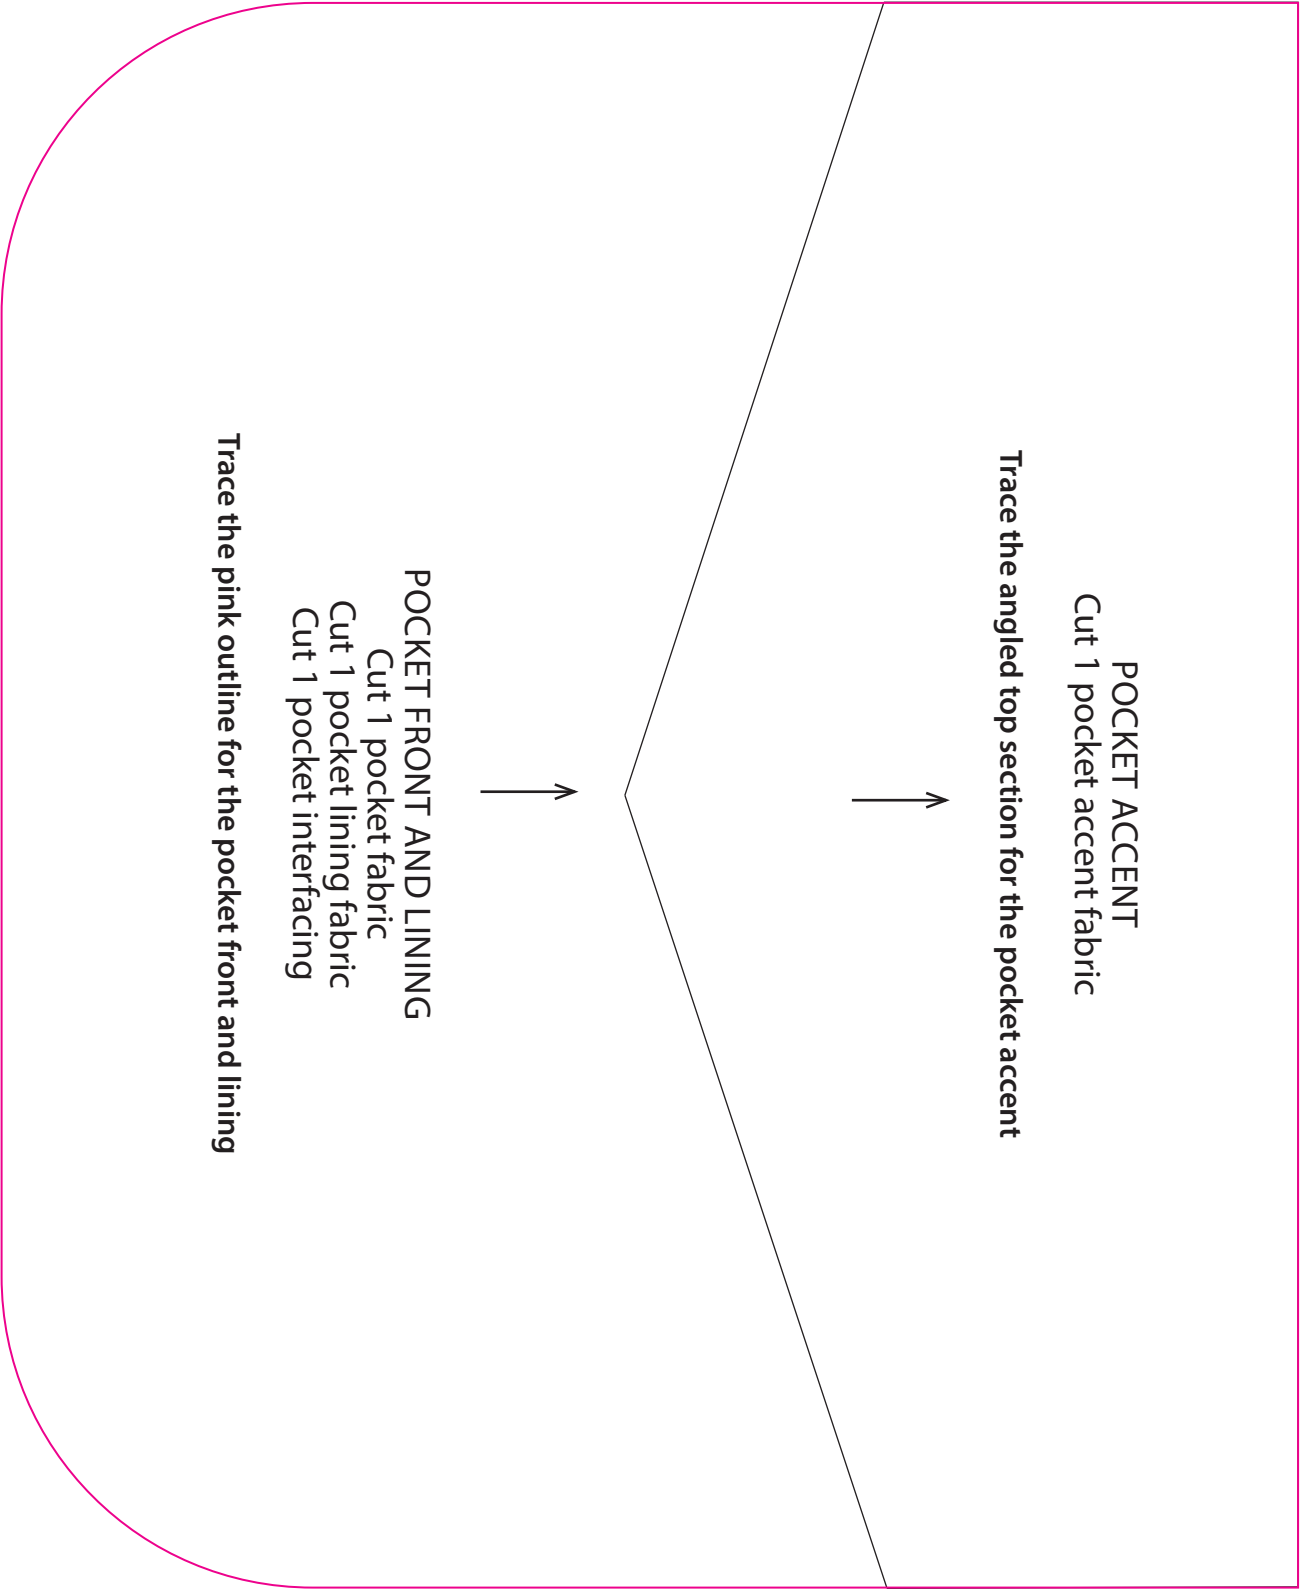 POCKET ACCENT
Cut 1 pocket accent fabric
Trace the angled top section for the pocket accent
POCKET FRONT AND LINING
Cut 1 pocket fabric
Cut 1 pocket lining fabric
Cut 1 pocket interfacing
Trace the pink outline for the pocket front and lining